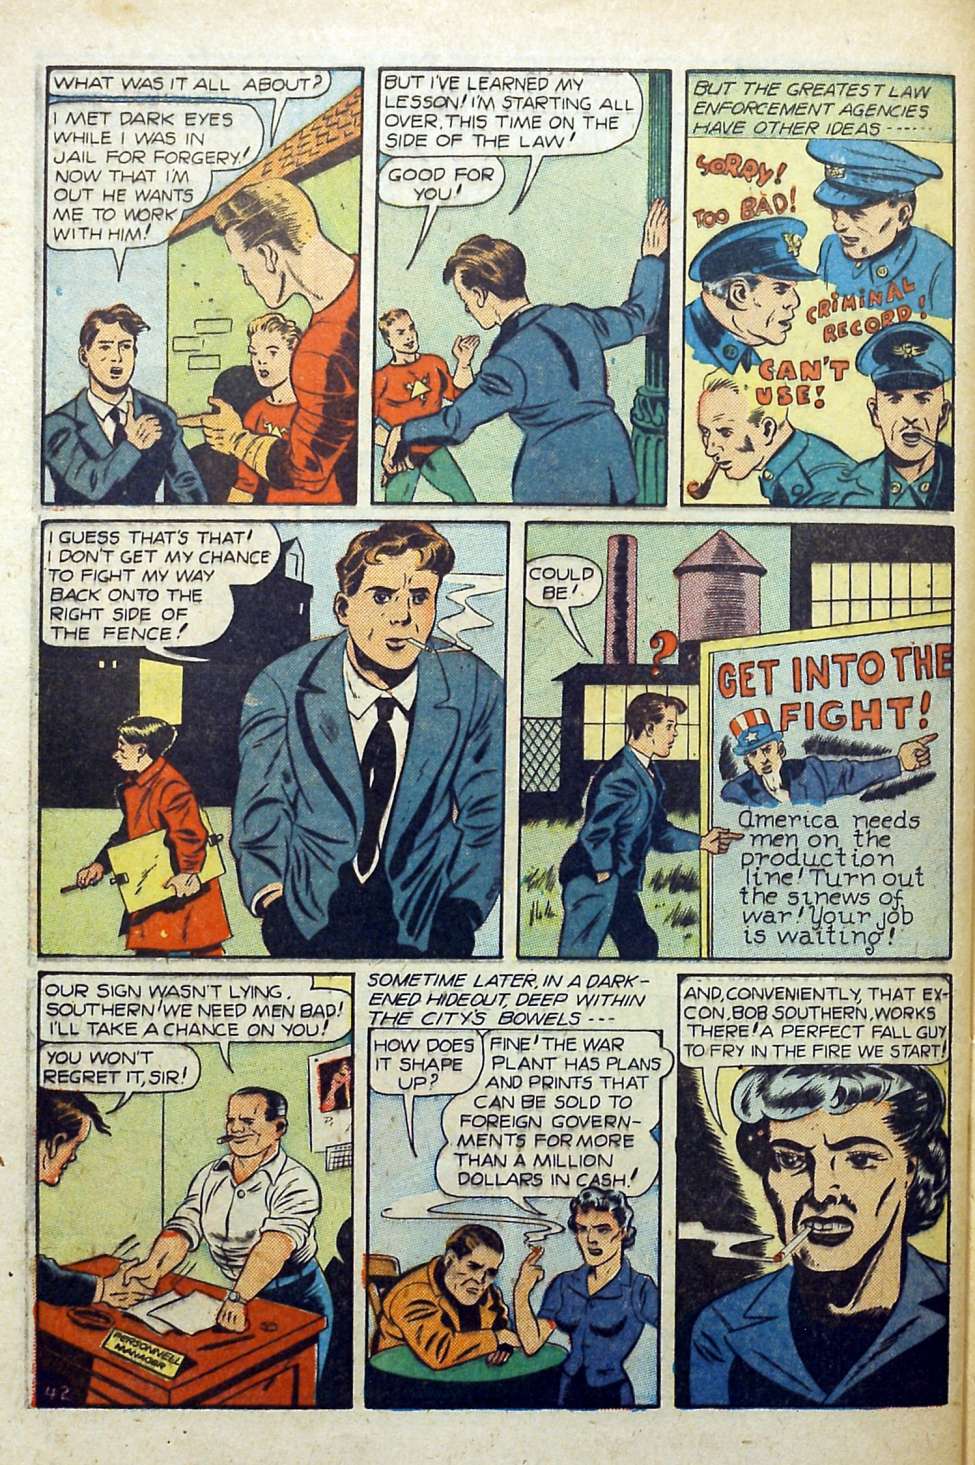 WHAT WAS IT ALL ABOUT?
I MET DARK EYES
WHILE I WAS IN
JAIL FOR FORGERY!
NOW THAT I'M
OUT HE WANTS
ME TO WORK
WITH HIM!
BUT I'VE LEARNED MY
LESSON! I'M STARTING ALL
OVER, THIS TIME ON THE
SIDE OF THE LAW!
GOOD FOR
YOU!
BUT THE GREATEST LAW
ENFORCEMENT AGENCIES
HAVE OTHER IDEAS ------
SORRY!
TOO BAD!
CRIMINAL
RECORD!
CAN'T
USE!
I GUESS THAT'S THAT!
I DON'T GET MY CHANCE
TO FIGHT MY WAY
BACK ONTO THE
RIGHT SIDE OF
THE FENCE!
COULD
BE!
?
GET INTO THE
FIGHT!
America needs
men on the
production
line! Turn out
the sinews of
war! Your job
is waiting!
OUR SIGN WASN'T LYING,
SOUTHERN! WE NEED MEN BAD!
I'LL TAKE A CHANCE ON YOU!
YOU WON'T
REGRET IT, SIR!
PERSONNELL
MANAGER
42
SOMETIME LATER, IN A DARK-
ENED HIDEOUT, DEEP WITHIN
THE CITY'S BOWELS ---
HOW DOES
IT SHAPE
UP?
FINE! THE WAR
PLANT HAS PLANS
AND PRINTS THAT
CAN BE SOLD TO
FOREIGN GOVERN-
MENTS FOR MORE
THAN A MILLION
DOLLARS IN CASH!
AND, CONVENIENTLY, THAT EX-
CON, BOB SOUTHERN, WORKS
THERE! A PERFECT FALL GUY
TO FRY IN THE FIRE WE START!